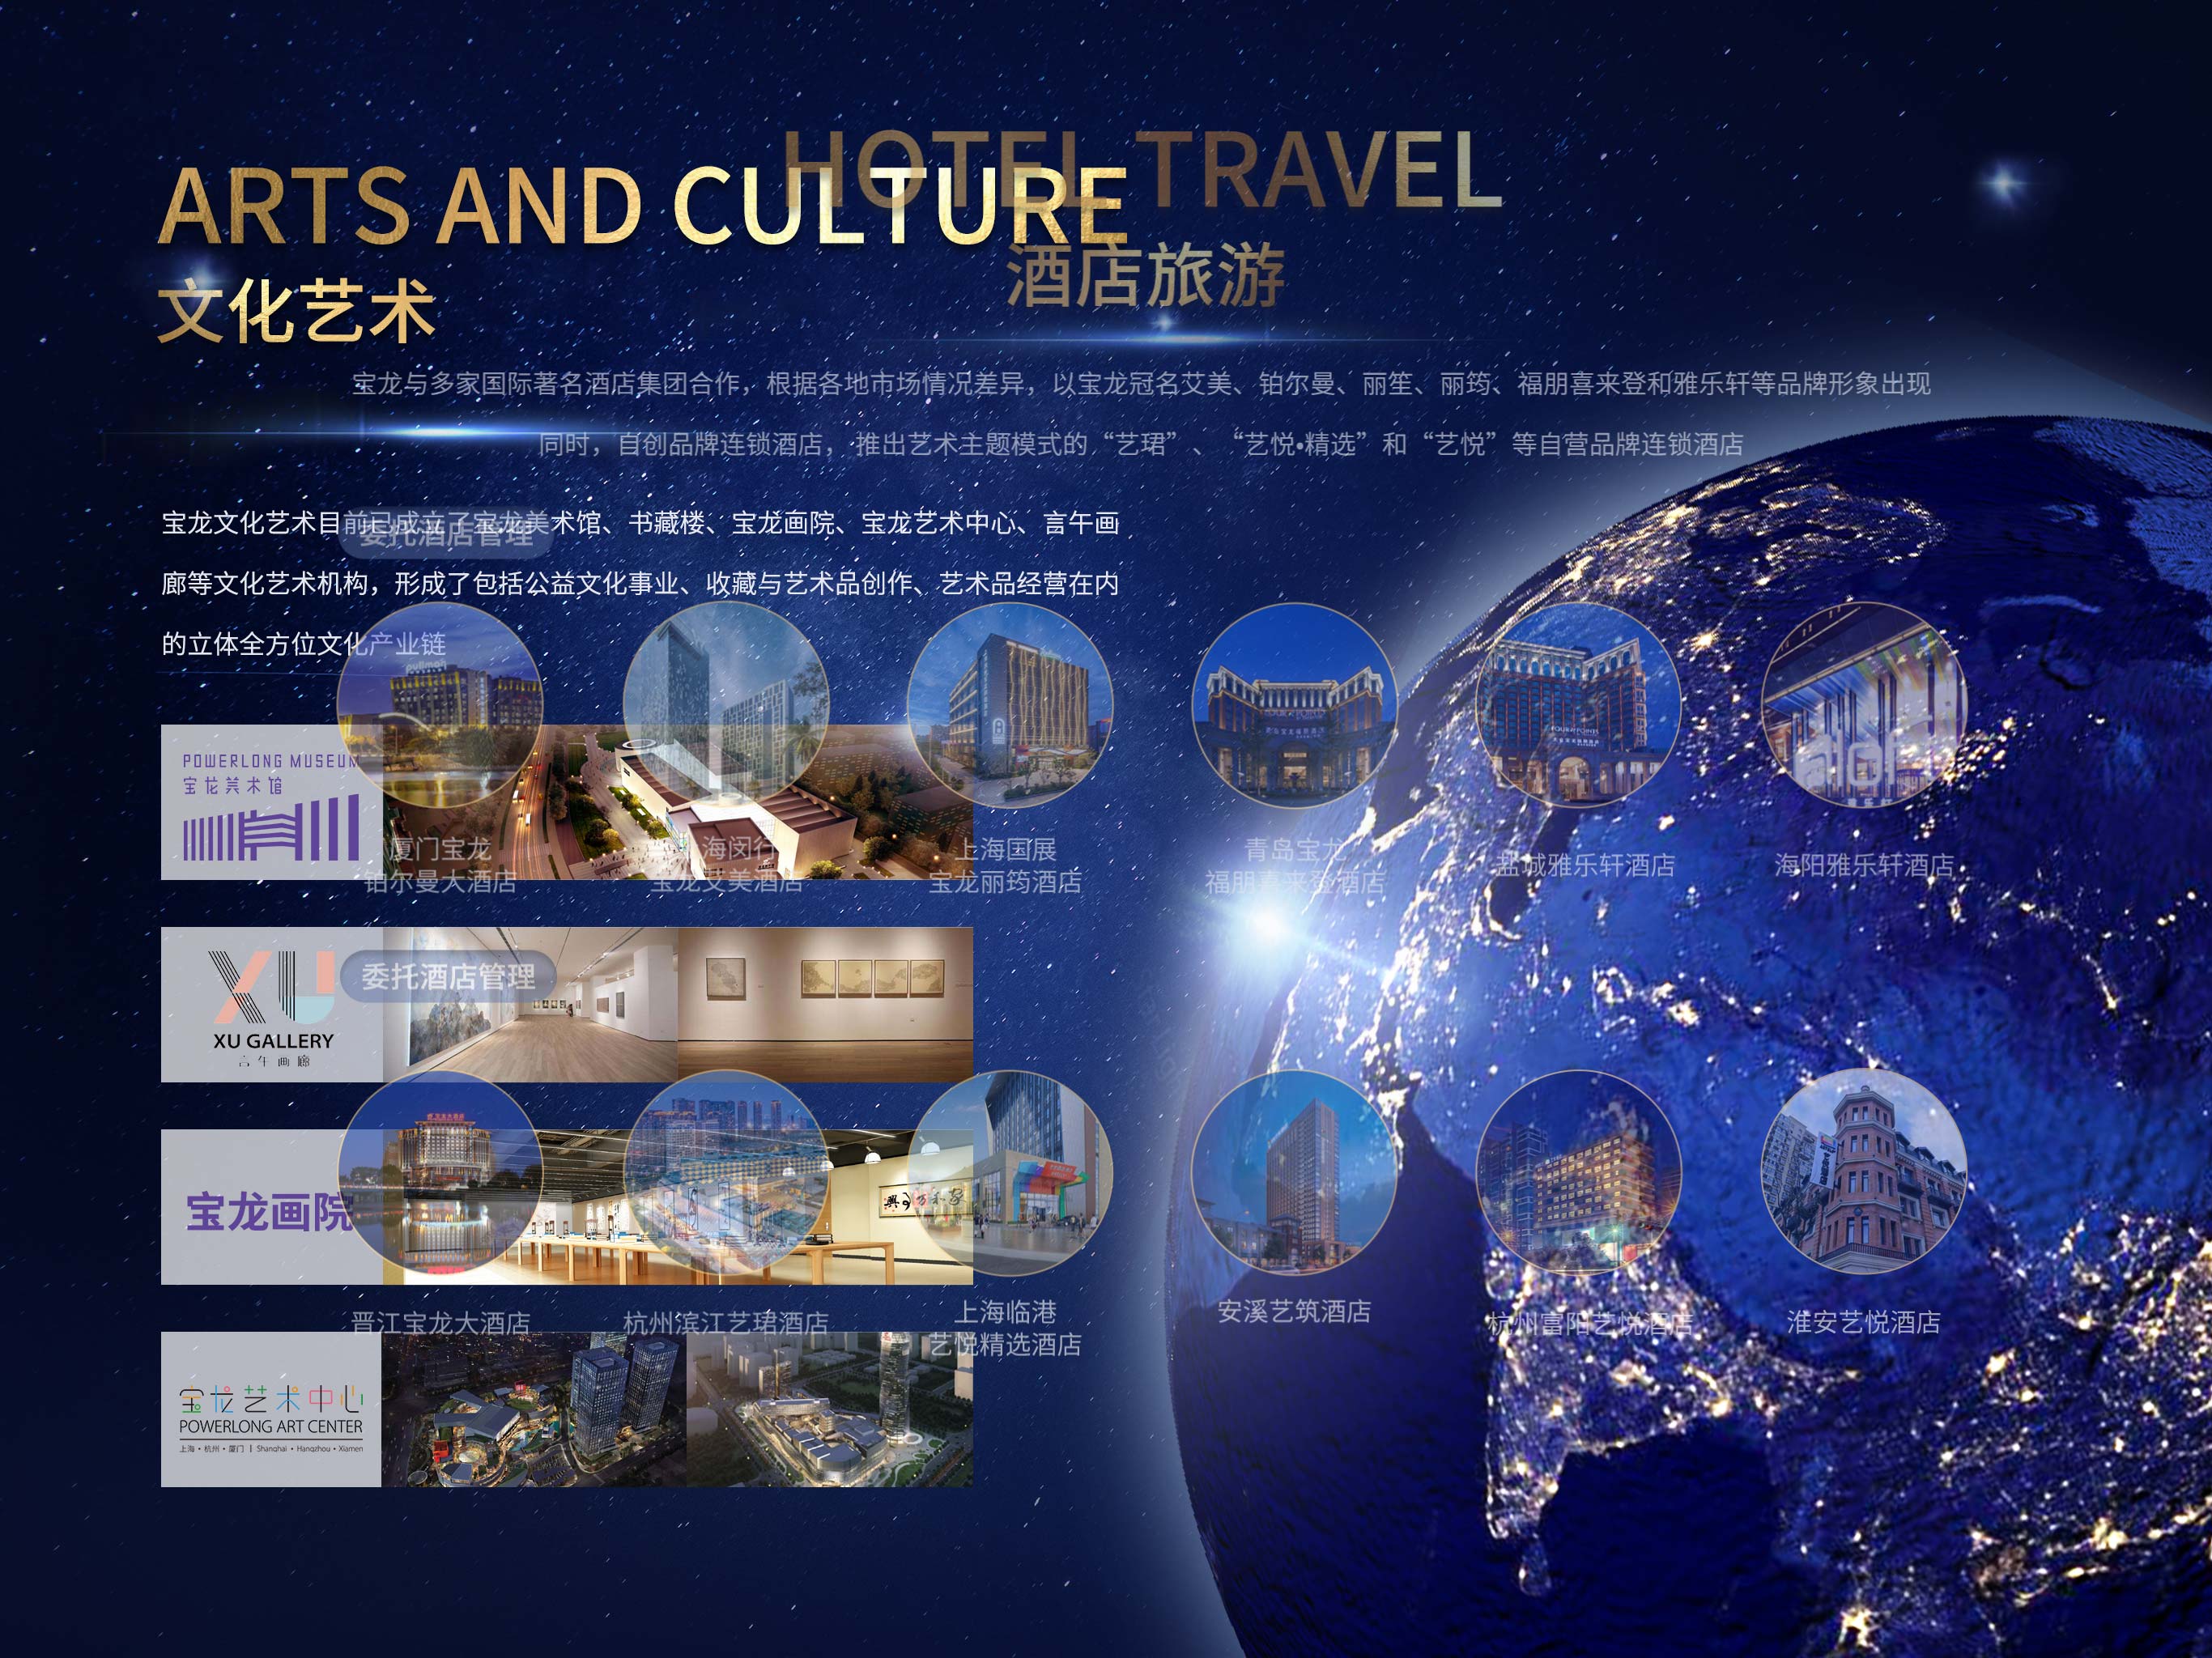 HOTEL TRAVEL
酒店旅游
宝龙与多家国际著名酒店集团合作，根据各地市场情况差异，以宝龙冠名艾美、铂尔曼、丽笙、丽筠、福朋喜来登和雅乐轩等品牌形象出现
同时，自创品牌连锁酒店，推出艺术主题模式的“艺珺”、“艺悦•精选”和“艺悦”等自营品牌连锁酒店
ARTS AND CULTURE
文化艺术
宝龙文化艺术目前已成立了宝龙美术馆、书藏楼、宝龙画院、宝龙艺术中心、言午画
廊等文化艺术机构，形成了包括公益文化事业、收藏与艺术品创作、艺术品经营在内
的立体全方位文化产业链
委托酒店管理
pullman
POWERLONG MUSEUM
宝龙美术馆
厦门宝龙
铂尔曼大酒店
上海闵行
宝龙艾美酒店
上海国展
宝龙丽筠酒店
青岛宝龙
福朋喜来登酒店
盐城雅乐轩酒店
海阳雅乐轩酒店
委托酒店管理
XU GALLERY
言午画廊
宝龙画院
晋江宝龙大酒店
杭州滨江艺珺酒店
上海临港
艺悦精选酒店
安溪艺筑酒店
杭州富阳艺悦酒店
淮安艺悦酒店
宝龙艺术中心
POWERLONG ART CENTER
上海•杭州•厦门 | Shanghai • Hangzhou • Xiamen